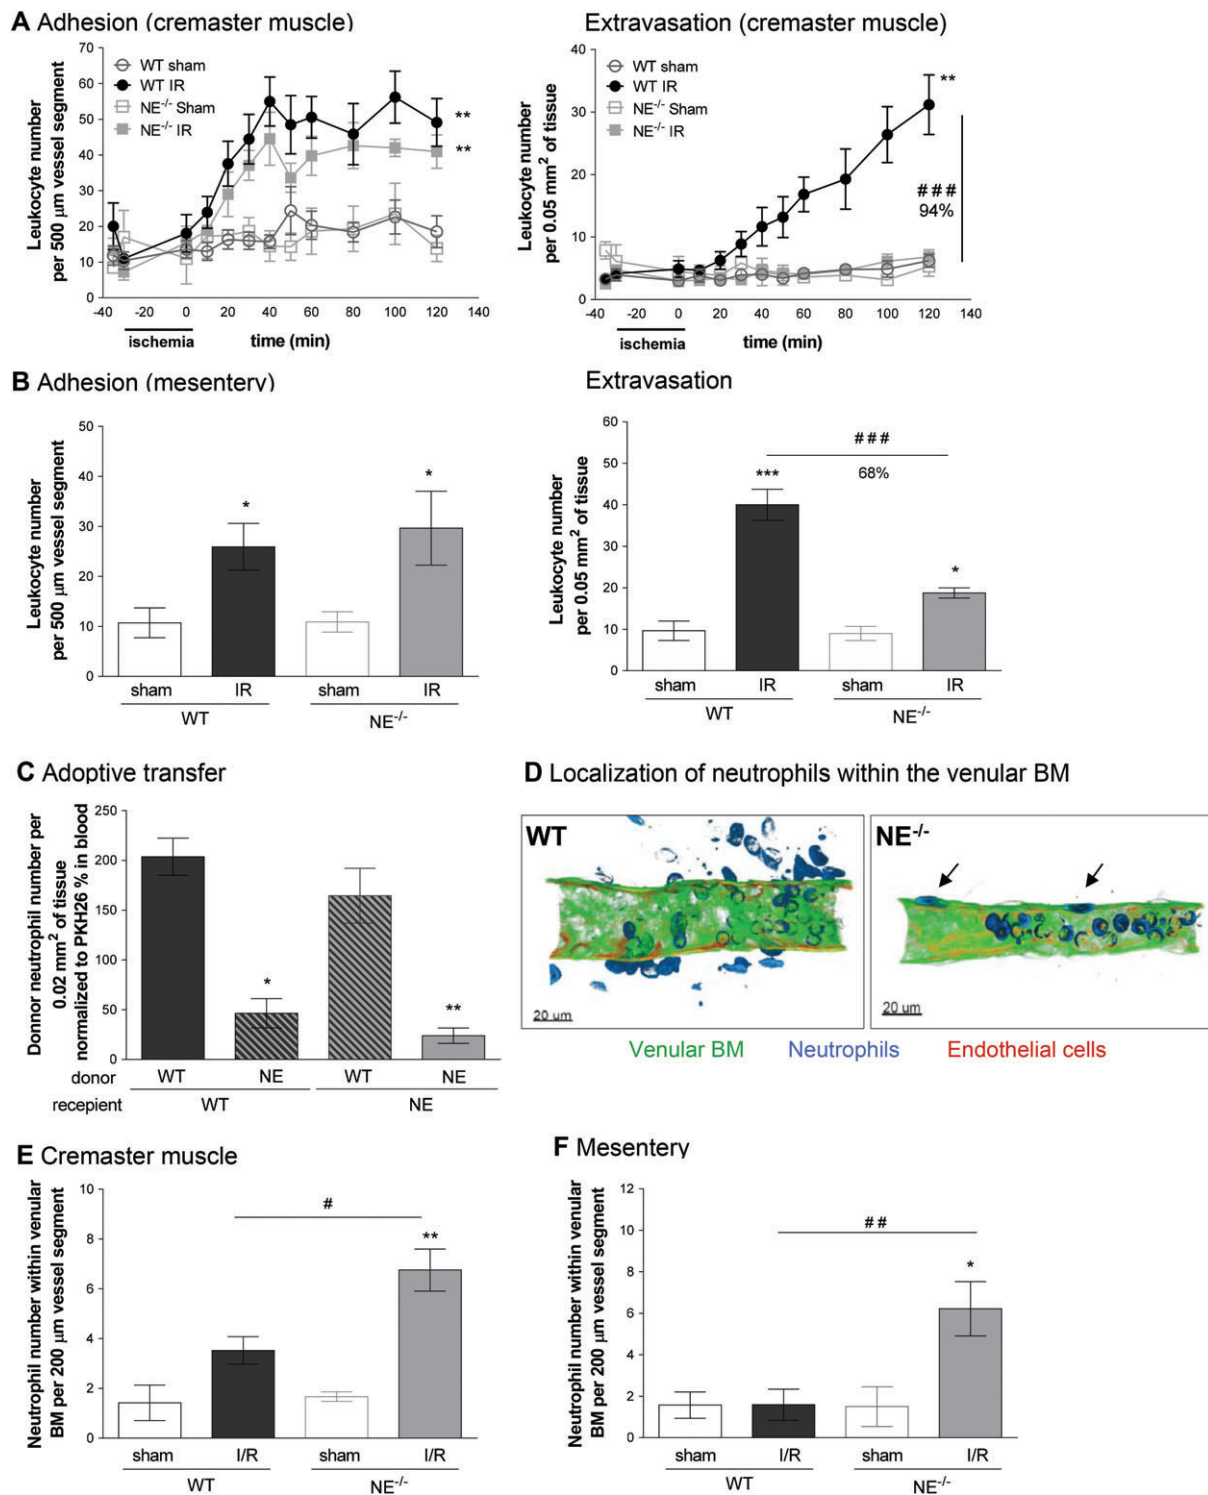 A Adhesion (cremaster muscle)
Leukocyte number
per 500 µm vessel segment
70
60
50
40
30
20
10
0
WT sham
WT IR
NE-/- Sham
NE-/- IR
**
**
-40 -20 0 20 40 60 80 100 120 140
ischemia
time (min)
Extravasation (cremaster muscle)
Leukocyte number
per 0.05 mm² of tissue
40
30
20
10
0
WT sham
WT IR
NE-/- Sham
NE-/- IR
**
###
94%
-40 -20 0 20 40 60 80 100 120 140
ischemia
time (min)
B Adhesion (mesentery)
Leukocyte number
per 500 µm vessel segment
50
40
30
20
10
0
*
*
sham IR sham IR
WT NE-/-
Extravasation
Leukocyte number
per 0.05 mm² of tissue
60
50
40
30
20
10
0
###
68%
***
*
sham IR sham IR
WT NE-/-
C Adoptive transfer
Donnor neutrophil number per
0.02 mm² of tissue
normalized to PKH26 % in blood
250
200
150
100
50
0
*
**
donor WT NE WT NE
recepient WT NE
D Localization of neutrophils within the venular BM
WT
20 um
NE-/-
20 um
Venular BM Neutrophils Endothelial cells
E Cremaster muscle
Neutrophil number within venular
BM per 200 µm vessel segment
10
8
6
4
2
0
#
**
sham I/R sham I/R
WT NE-/-
F Mesentery
Neutrophil number within venular
BM per 200 µm vessel segment
12
10
8
6
4
2
0
##
*
sham I/R sham I/R
WT NE-/-